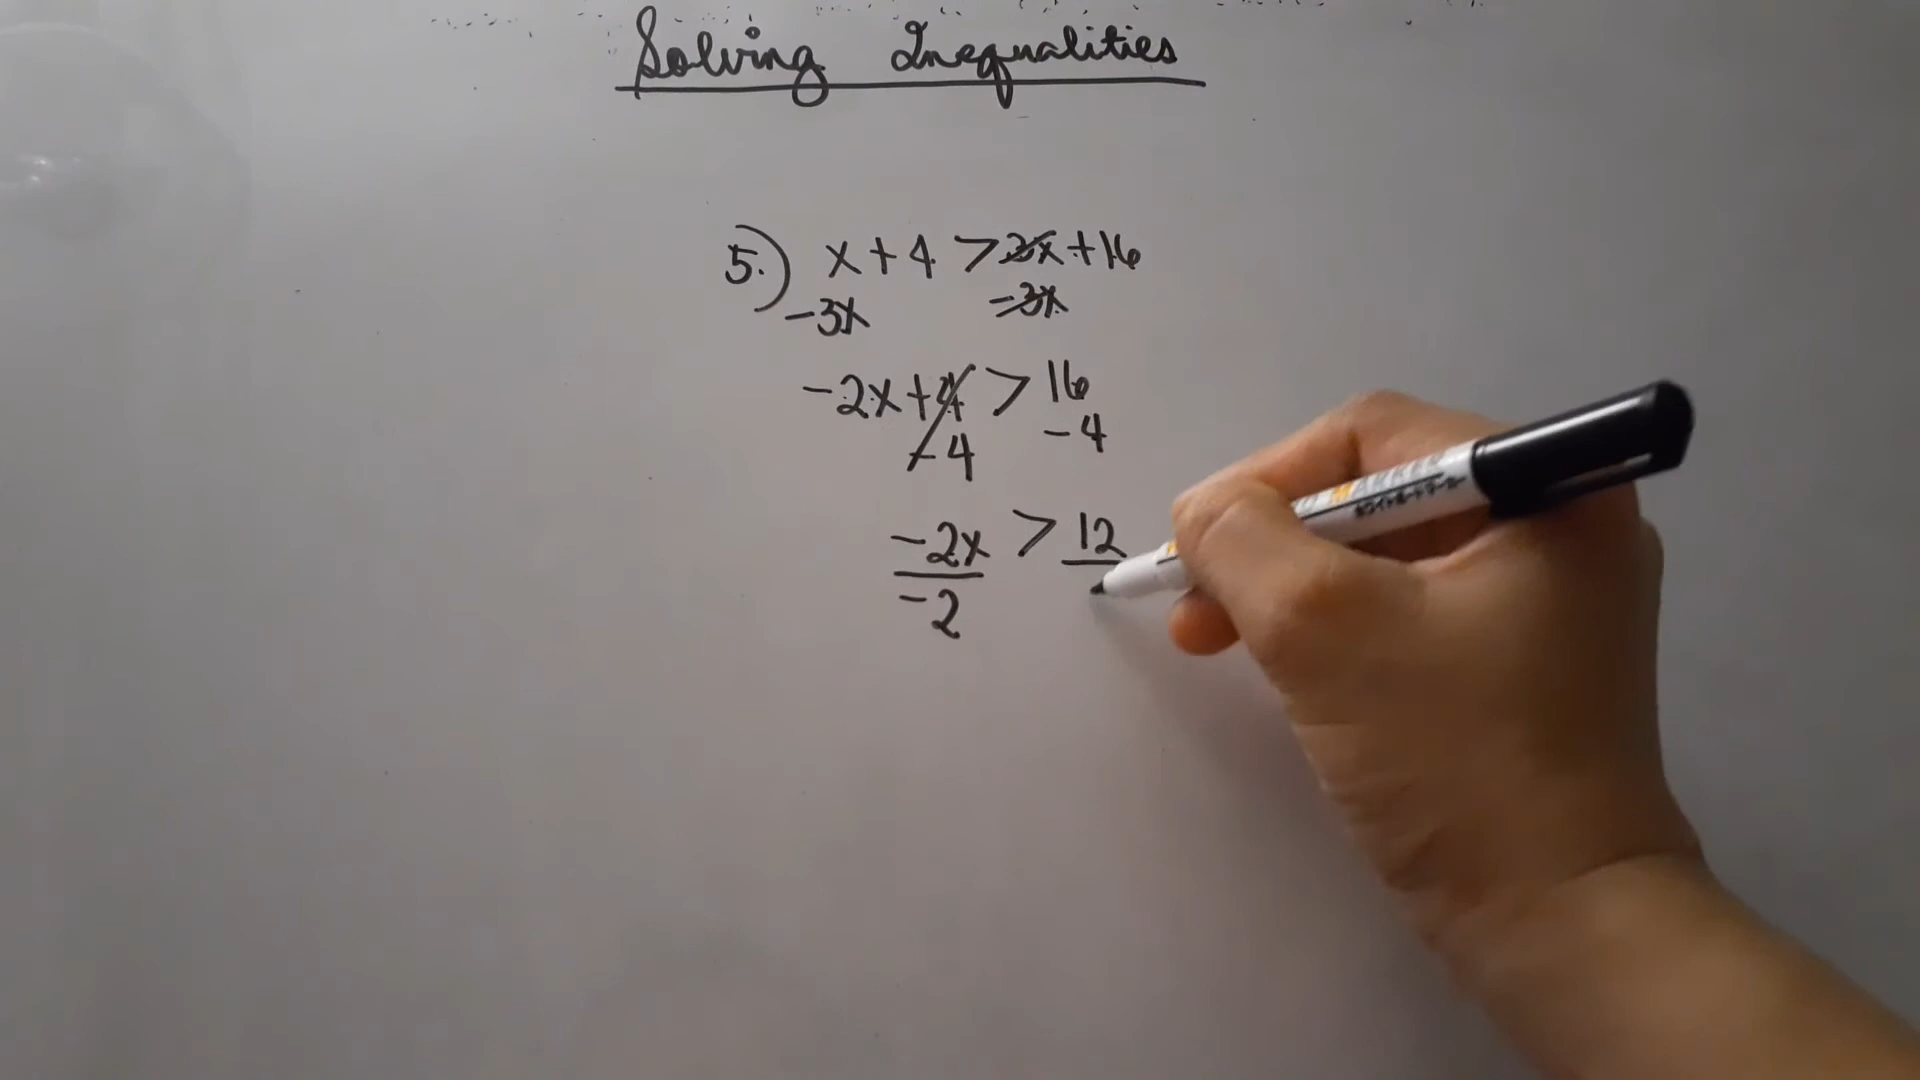 Solving Inequalities
5.) x + 4 > 3x + 16
-3x -3x
-2x + 4 > 16
-4 -4
-2x > 12
-2